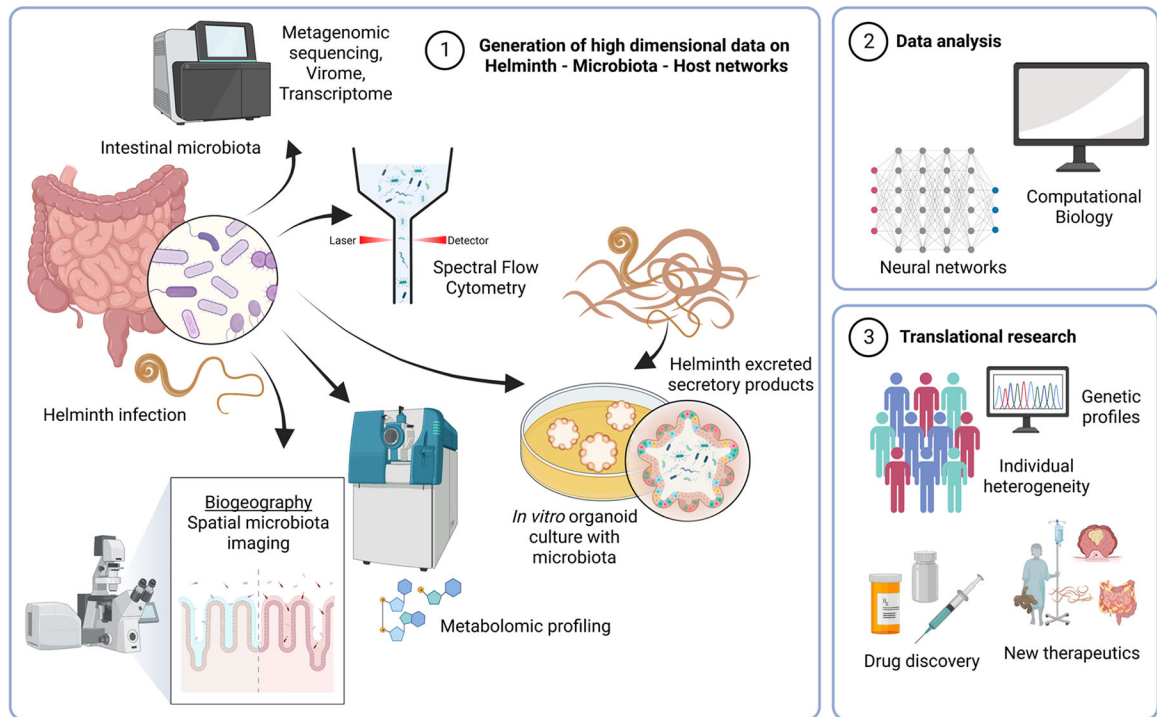 1
Generation of high dimensional data on
Helminth - Microbiota - Host networks
Metagenomic
sequencing,
Virome,
Transcriptome
Intestinal microbiota
Laser
Detector
Spectral Flow
Cytometry
Helminth infection
Helminth excreted
secretory products
Biogeography
Spatial microbiota
imaging
In vitro organoid
culture with
microbiota
Metabolomic profiling
2
Data analysis
Neural networks
Computational
Biology
3
Translational research
Genetic
profiles
Individual
heterogeneity
Rx
Drug discovery
New therapeutics